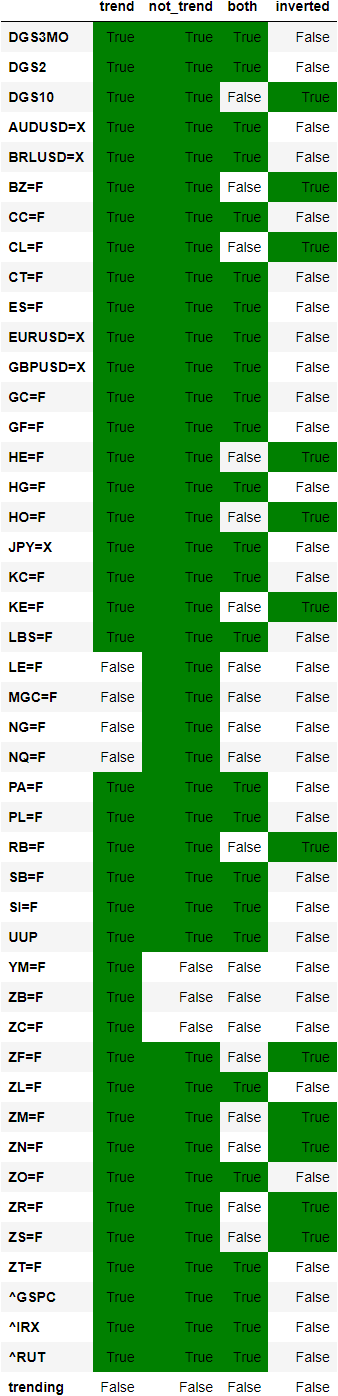 trend not_trend both inverted
DGS3MO True True True False
DGS2 True True True False
DGS10 True True False True
AUDUSD=X True True True False
BRLUSD=X True True True False
BZ=F True True False True
CC=F True True True False
CL=F True True False True
CT=F True True True False
ES=F True True True False
EURUSD=X True True True False
GBPUSD=X True True True False
GC=F True True True False
GF=F True True True False
HE=F True True False True
HG=F True True True False
HO=F True True False True
JPY=X True True True False
KC=F True True True False
KE=F True True False True
LBS=F True True True False
LE=F False True False False
MGC=F False True False False
NG=F False True False False
NQ=F False True False False
PA=F True True True False
PL=F True True True False
RB=F True True False True
SB=F True True True False
SI=F True True True False
UUP True True True False
YM=F True False False False
ZB=F True False False False
ZC=F True False False False
ZF=F True True False True
ZL=F True True True False
ZM=F True True False True
ZN=F True True False True
ZO=F True True True False
ZR=F True True False True
ZS=F True True False True
ZT=F True True True False
^GSPC True True True False
^IRX True True True False
^RUT True True True False
trending False False False False